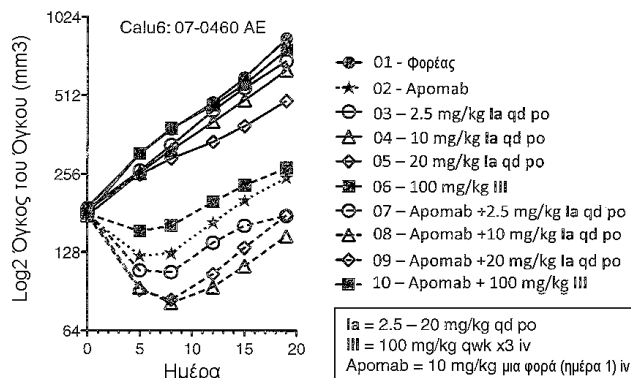 Calu6: 07-0460 AE
Log2 Όγκος του Όγκου (mm3)
1024
512
256
128
64
0
5
10
15
20
Ημέρα
01 - Φορέας
02 - Apomab
03 – 2.5 mg/kg Ia qd po
04 – 10 mg/kg Ia qd po
05 – 20 mg/kg Ia qd po
06 – 100 mg/kg III
07 – Apomab +2.5 mg/kg Ia qd po
08 – Apomab +10 mg/kg Ia qd po
09 – Apomab +20 mg/kg Ia qd po
10 – Apomab + 100 mg/kg III
Ia = 2.5 – 20 mg/kg qd po
III = 100 mg/kg qwk x3 iv
Apomab = 10 mg/kg μια φορά (ημέρα 1) iv